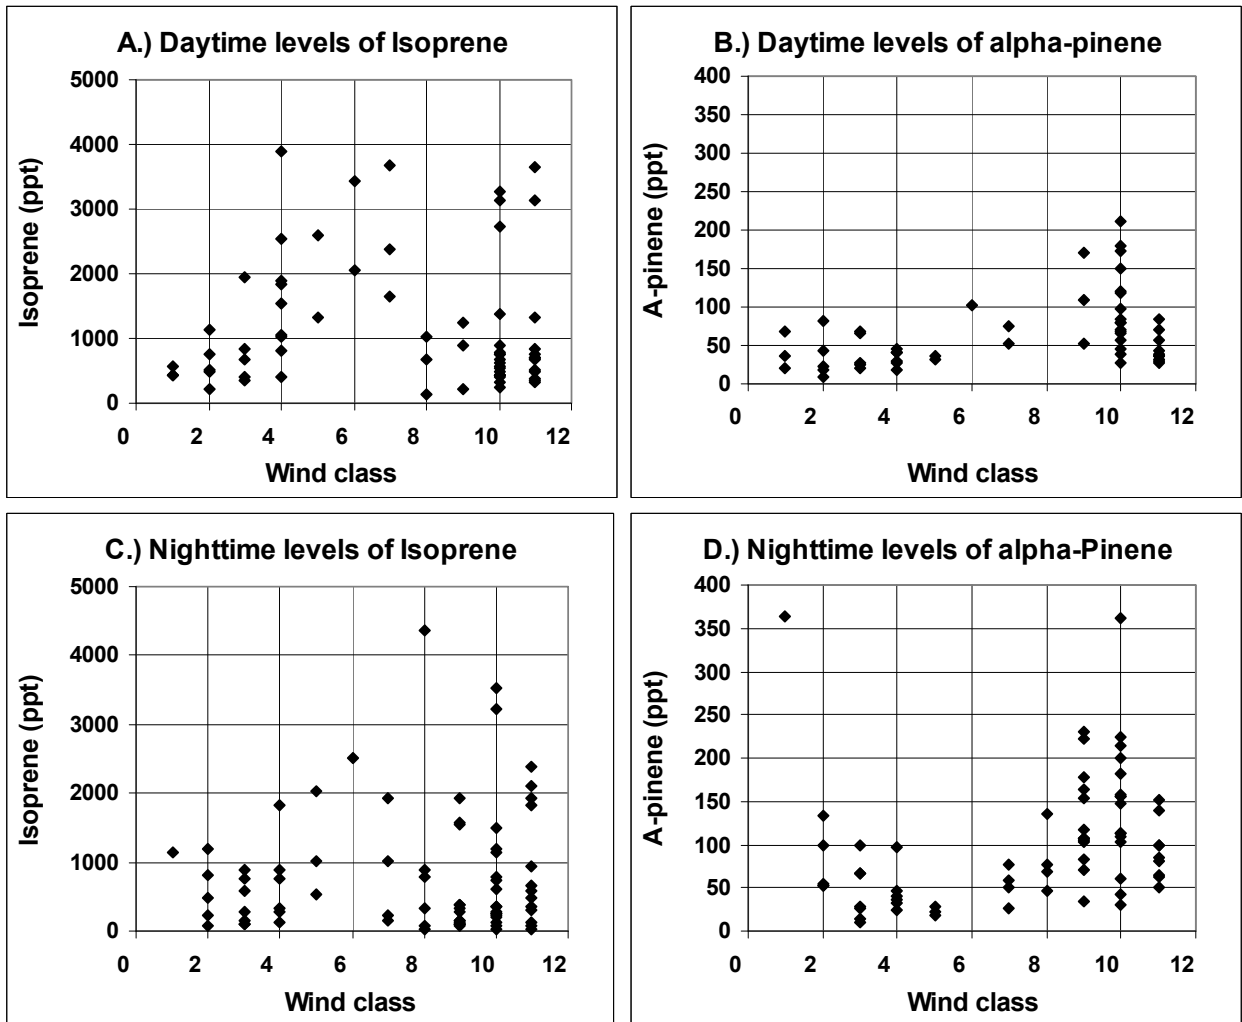 A.) Daytime levels of Isoprene
5000
4000
3000
2000
1000
0
Isoprene (ppt)
0 2 4 6 8 10 12
Wind class
B.) Daytime levels of alpha-pinene
400
350
300
250
200
150
100
50
0
A-pinene (ppt)
0 2 4 6 8 10 12
Wind class
C.) Nighttime levels of Isoprene
5000
4000
3000
2000
1000
0
Isoprene (ppt)
0 2 4 6 8 10 12
Wind class
D.) Nighttime levels of alpha-Pinene
400
350
300
250
200
150
100
50
0
A-pinene (ppt)
0 2 4 6 8 10 12
Wind class